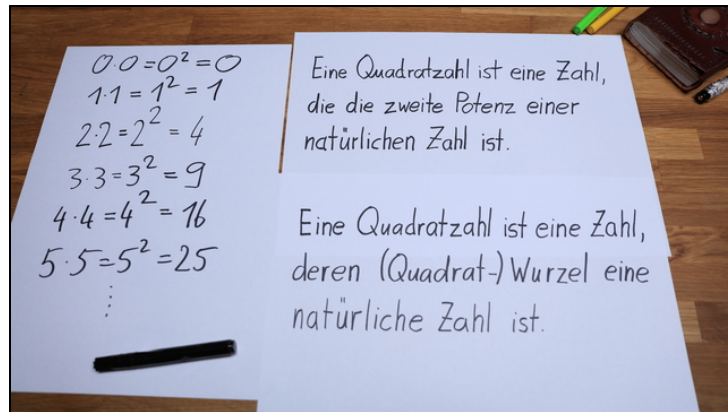 0·0=0²=0
1·1=1²=1
2·2=2²=4
3·3=3²=9
4·4=4²=16
5·5=5²=25
⋮
Eine Quadratzahl ist eine Zahl,
die die zweite Potenz einer
natürlichen Zahl ist.
Eine Quadratzahl ist eine Zahl,
deren (Quadrat-)Wurzel eine
natürliche Zahl ist.